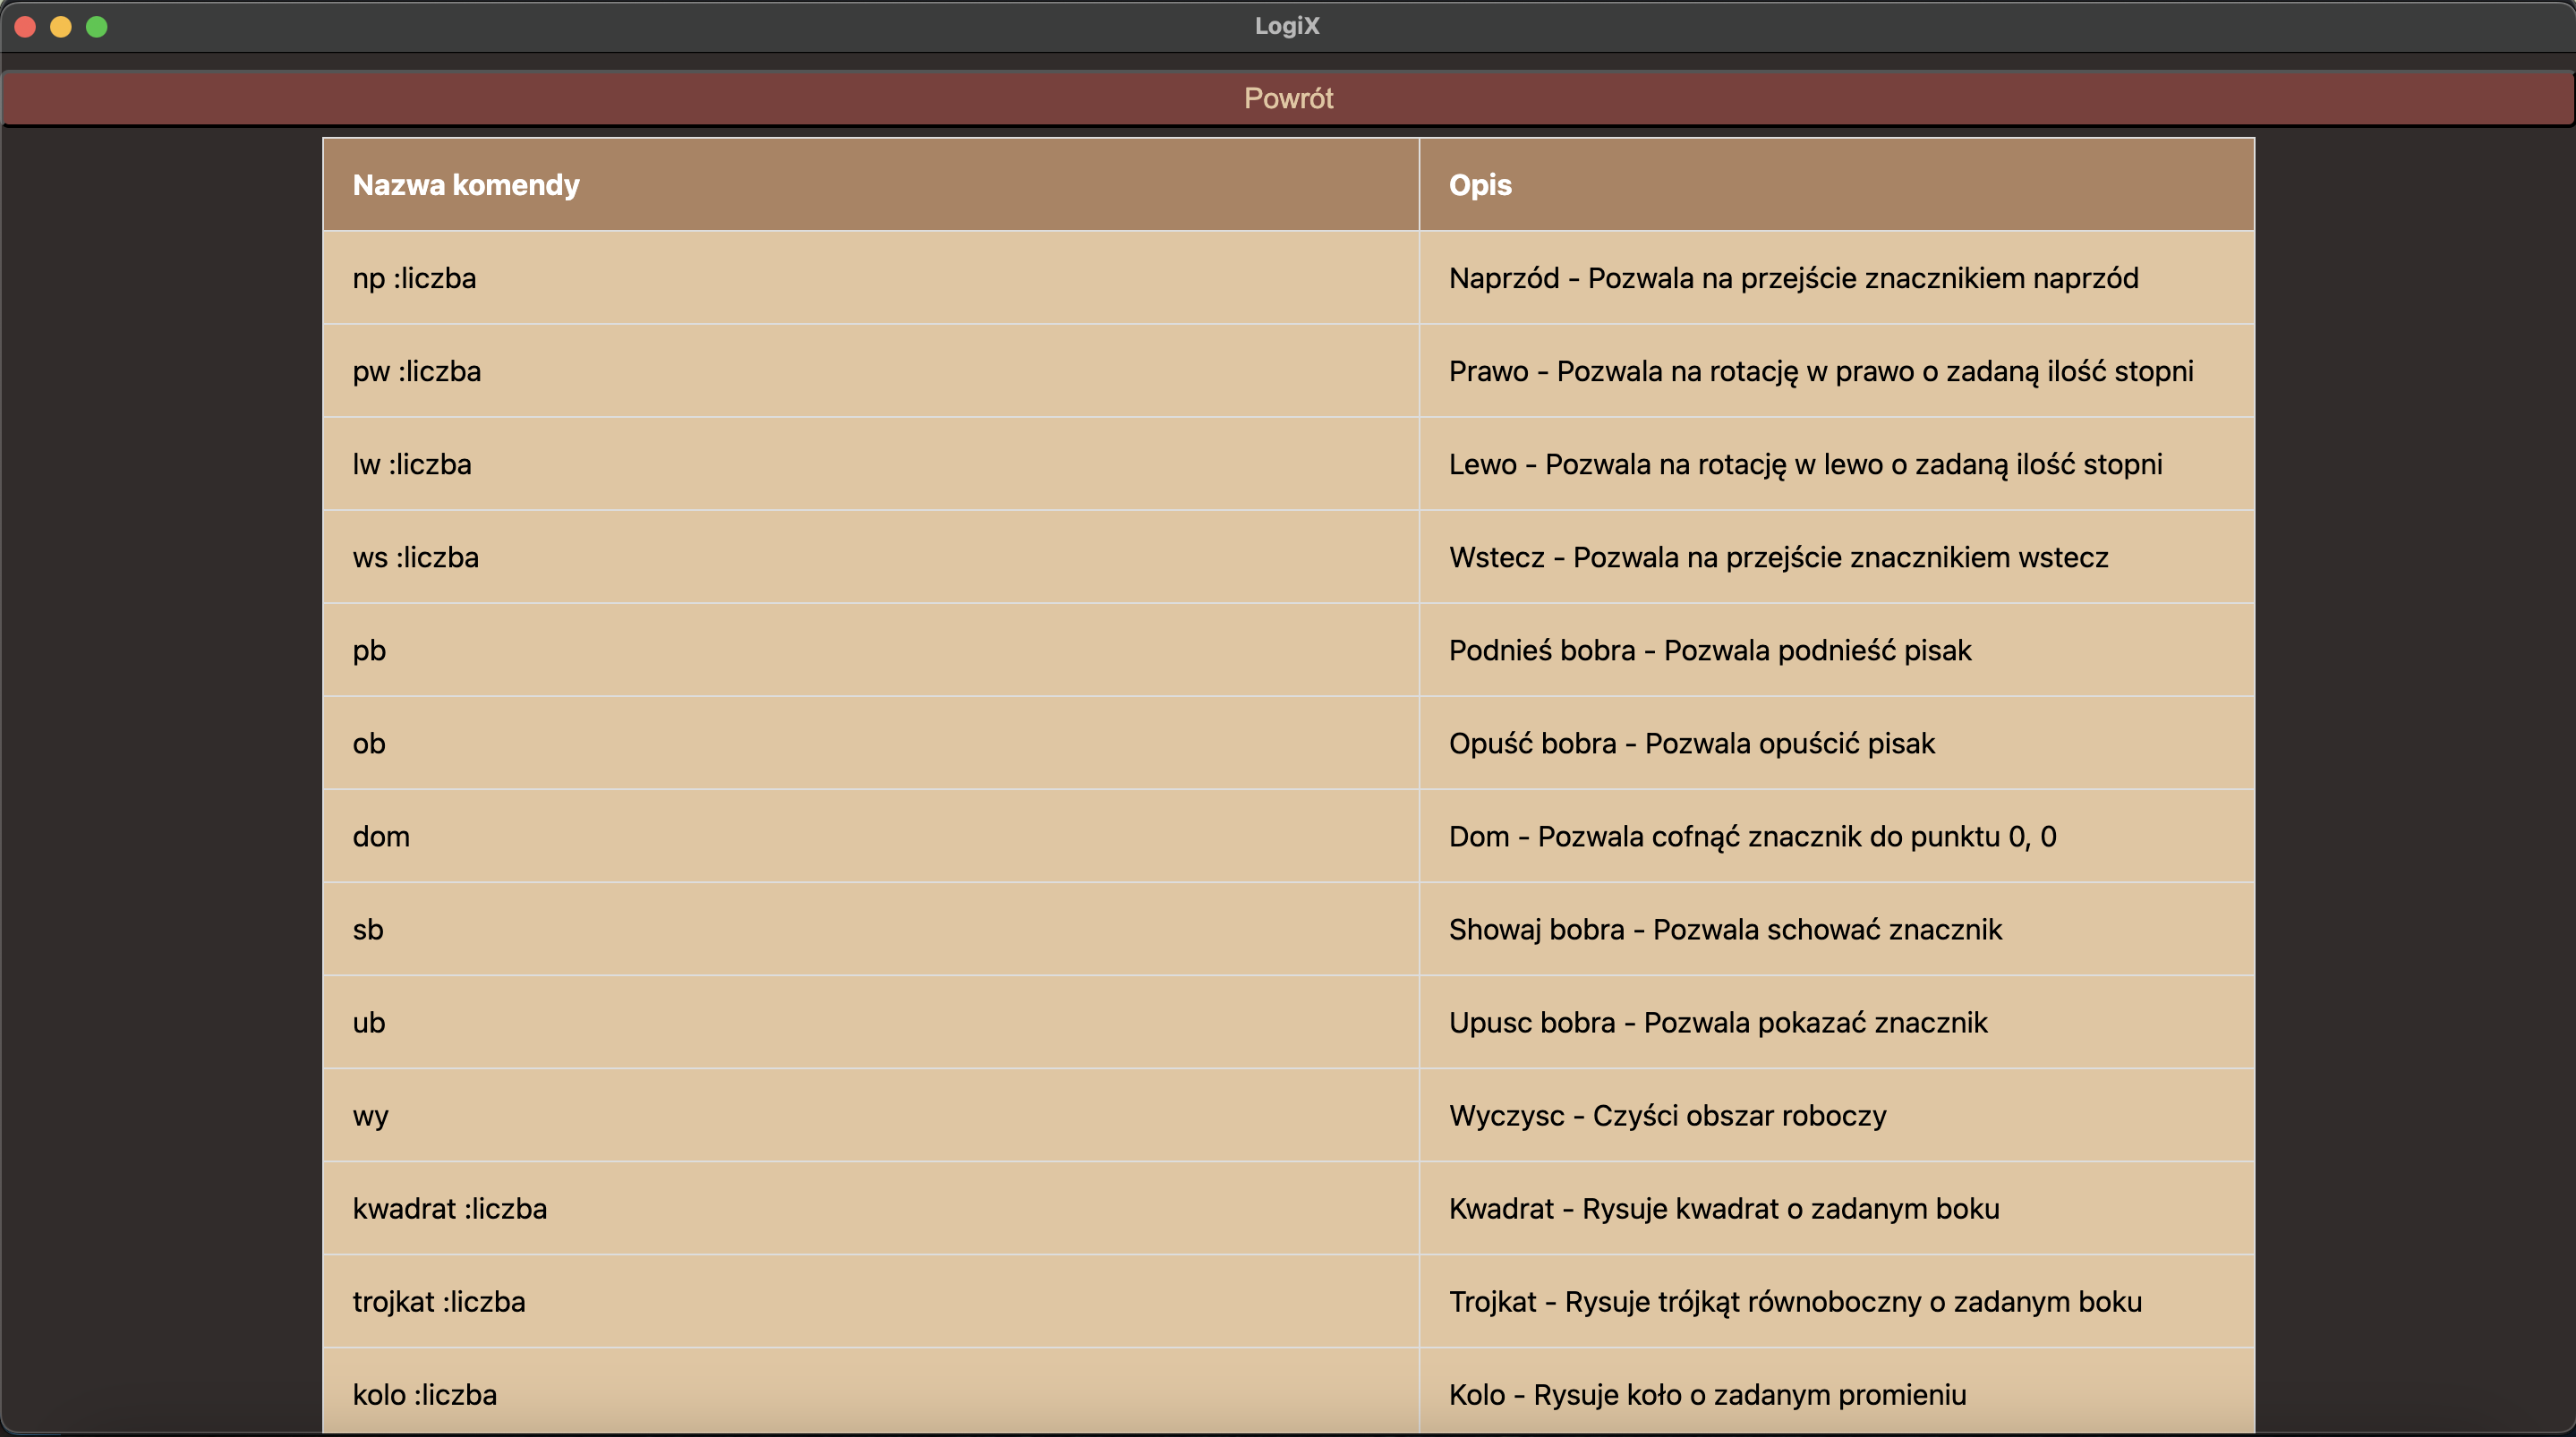 LogiX
Powrót
Nazwa komendy Opis
np :liczba Naprzód - Pozwala na przejście znacznikiem naprzód
pw :liczba Prawo - Pozwala na rotację w prawo o zadaną ilość stopni
lw :liczba Lewo - Pozwala na rotację w lewo o zadaną ilość stopni
ws :liczba Wstecz - Pozwala na przejście znacznikiem wstecz
pb Podnieś bobra - Pozwala podnieść pisak
ob Opuść bobra - Pozwala opuścić pisak
dom Dom - Pozwala cofnąć znacznik do punktu 0, 0
sb Showaj bobra - Pozwala schować znacznik
ub Upusc bobra - Pozwala pokazać znacznik
wy Wyczysc - Czyści obszar roboczy
kwadrat :liczba Kwadrat - Rysuje kwadrat o zadanym boku
trojkat :liczba Trojkat - Rysuje trójkąt równoboczny o zadanym boku
kolo :liczba Kolo - Rysuje koło o zadanym promieniu